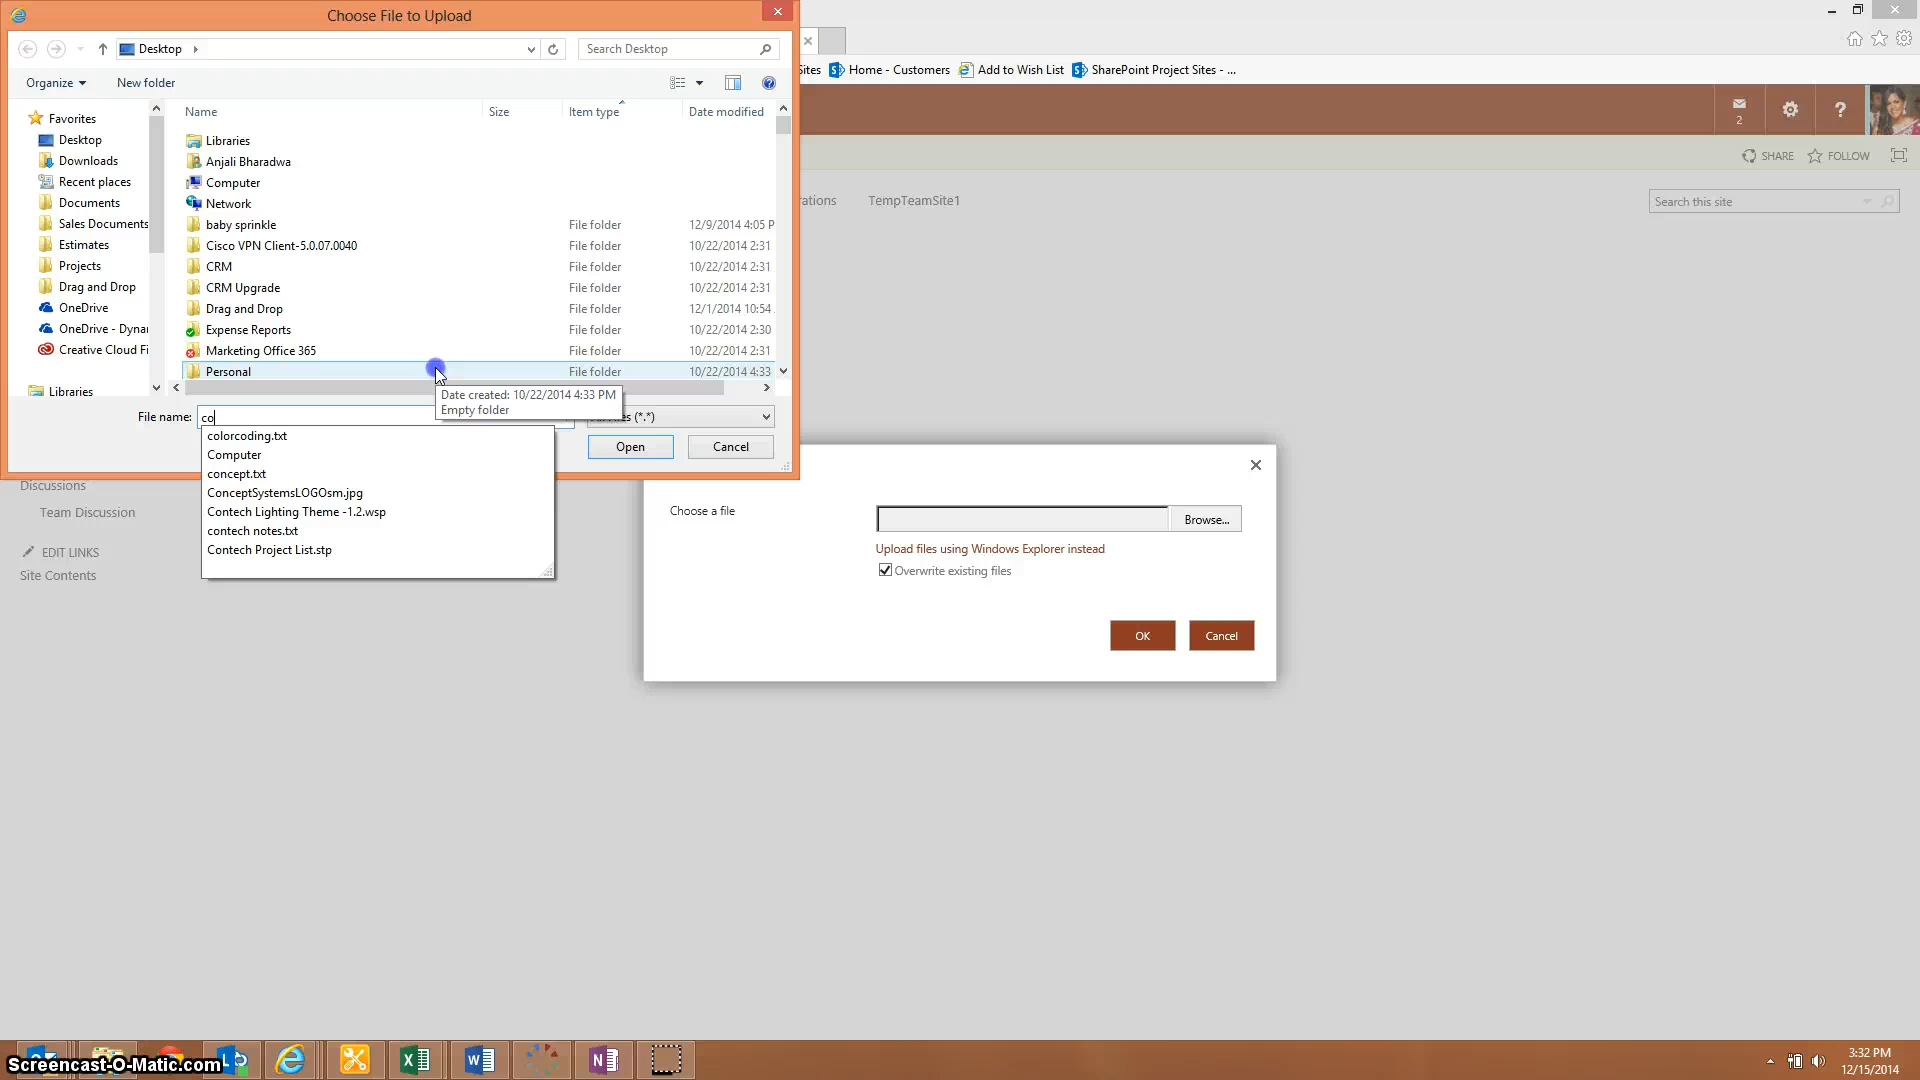 Choose File to Upload
Desktop
Search Desktop
Organize
New folder
Name
Size
Item type
Date modified
Favorites
Desktop
Downloads
Recent places
Documents
Sales Documents
Estimates
Projects
Drag and Drop
OneDrive
OneDrive - Dyna
Creative Cloud Fi
Libraries
Libraries
Anjali Bharadwa
Computer
Network
baby sprinkle File folder 12/9/2014 4:05 P
Cisco VPN Client-5.0.07.0040 File folder 10/22/2014 2:31
CRM File folder 10/22/2014 2:31
CRM Upgrade File folder 10/22/2014 2:31
Drag and Drop File folder 12/1/2014 10:54
Expense Reports File folder 10/22/2014 2:30
Marketing Office 365 File folder 10/22/2014 2:31
Personal File folder 10/22/2014 4:33
Date created: 10/22/2014 4:33 PM
Empty folder
File name: co
(*.*)
colorcoding.txt
Computer
concept.txt
ConceptSystemsLOGOsm.jpg
Contech Lighting Theme -1.2.wsp
contech notes.txt
Contech Project List.stp
Open
Cancel
Sites
Home - Customers
Add to Wish List
SharePoint Project Sites - ...
2
?
SHARE
FOLLOW
rations
TempTeamSite1
Search this site
Discussions
Team Discussion
EDIT LINKS
Site Contents
Choose a file
Browse...
Upload files using Windows Explorer instead
Overwrite existing files
OK
Cancel
Screencast-O-Matic.com
3:32 PM
12/15/2014